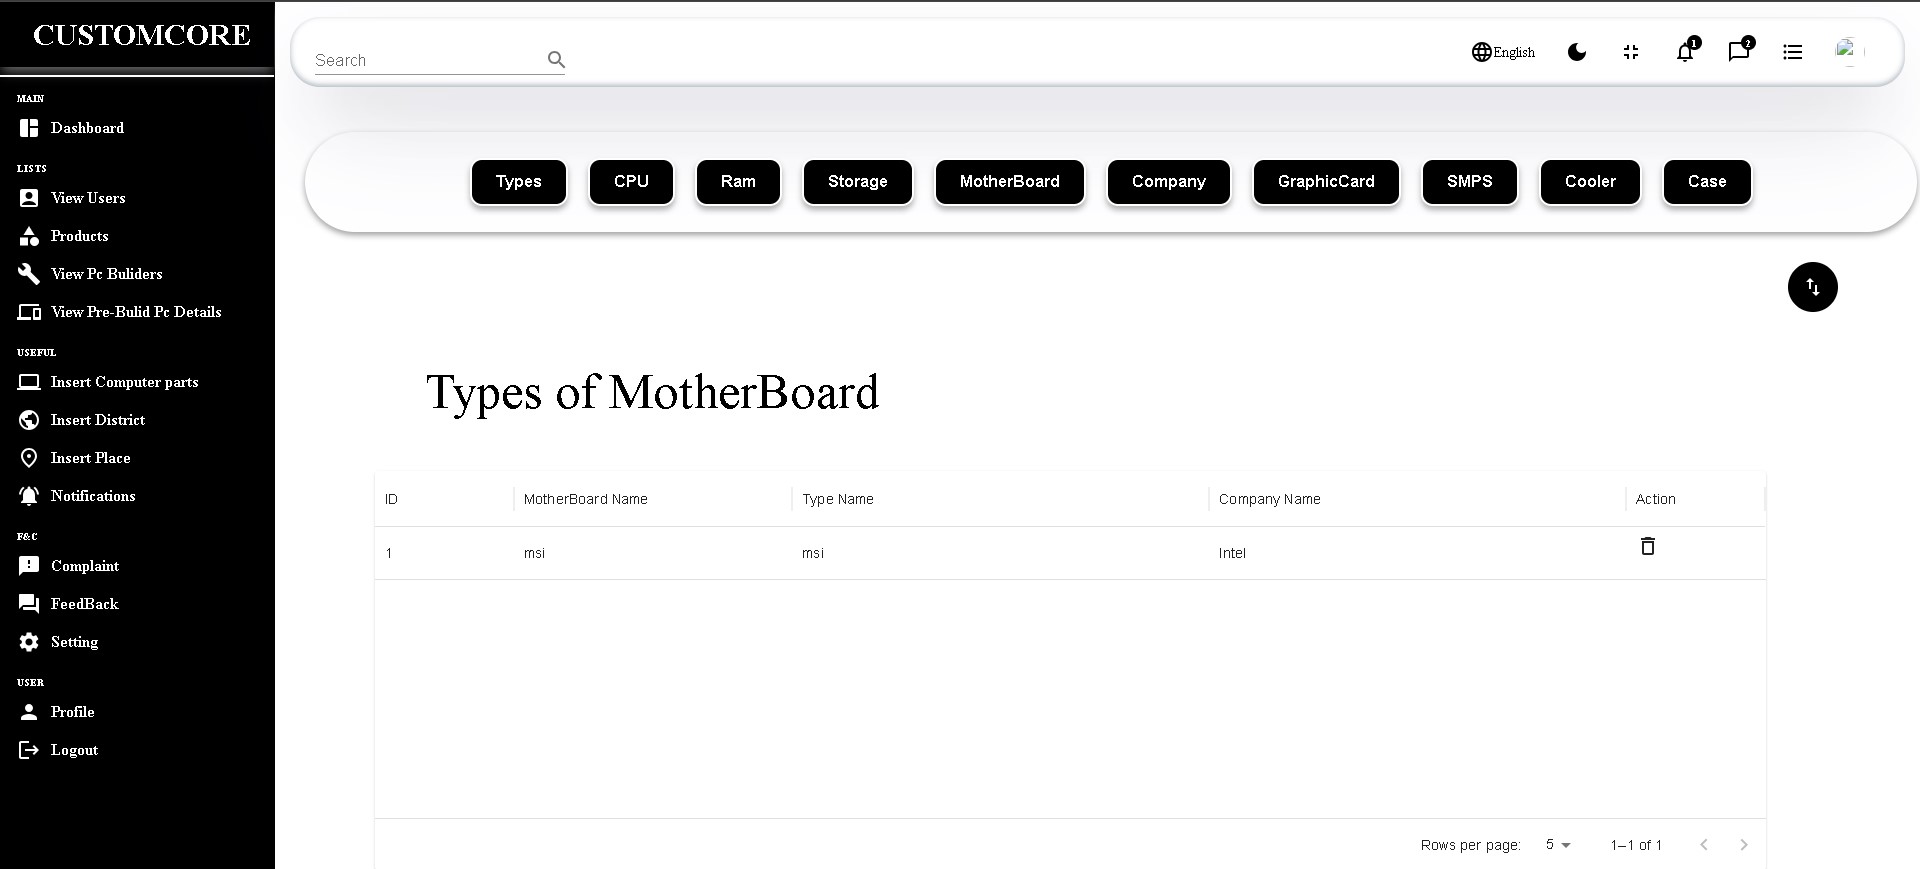 CUSTOMCORE
MAIN
Dashboard
LISTS
View Users
Products
View Pc Buliders
View Pre-Bulid Pc Details
USEFUL
Insert Computer parts
Insert District
Insert Place
Notifications
F&C
Complaint
FeedBack
Setting
USER
Profile
Logout
Search
English
1
2
Types CPU Ram Storage MotherBoard Company GraphicCard SMPS Cooler Case
Types of MotherBoard
ID MotherBoard Name Type Name Company Name Action
1 msi msi Intel
Rows per page: 5 1–1 of 1